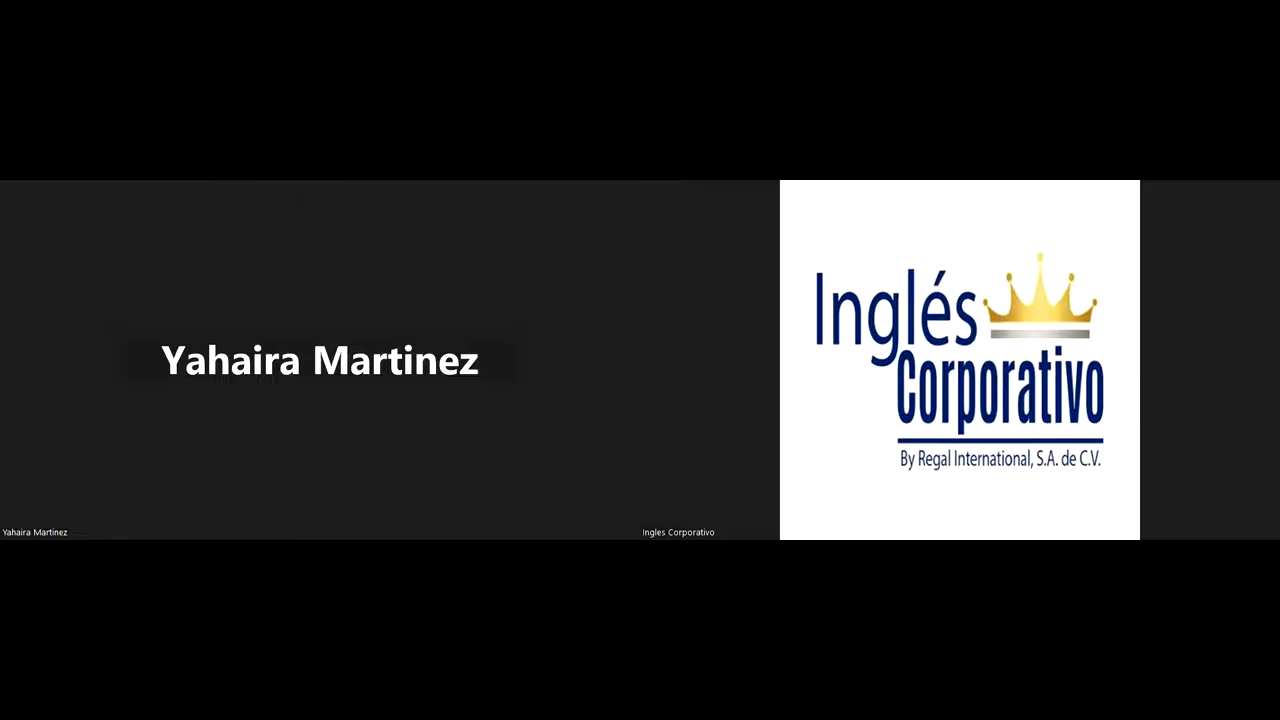 Yahaira Martinez
Inglés
Corporativo
By Regal International, S.A. de C.V.
Yahaira Martinez
Ingles Corporativo